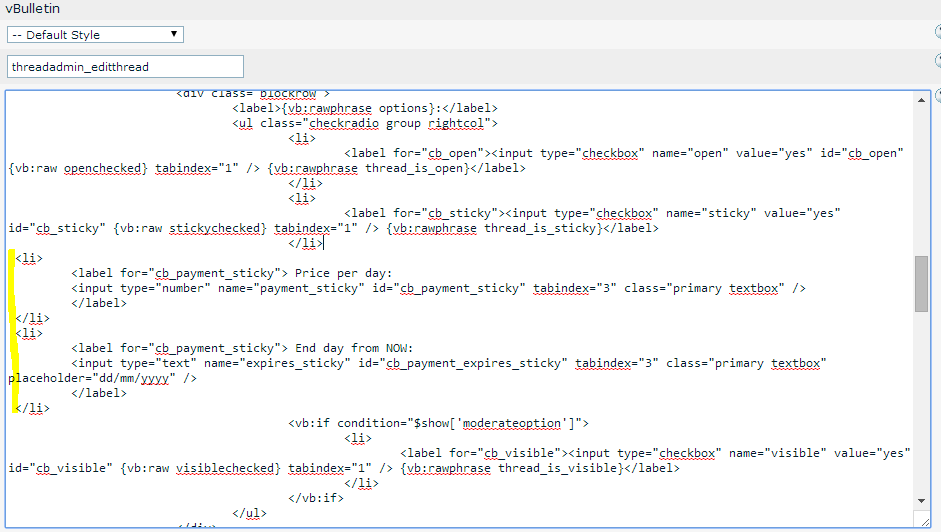 vBulletin
-- Default Style
threadadmin_editthread
<div class="blockrow">
<label>{vb:rawphrase options}:</label>
<ul class="checkradio group rightcol">
<li>
<label for="cb_open"><input type="checkbox" name="open" value="yes" id="cb_open"
{vb:raw openchecked} tabindex="1" /> {vb:rawphrase thread_is_open}</label>
</li>
<li>
<label for="cb_sticky"><input type="checkbox" name="sticky" value="yes"
id="cb_sticky" {vb:raw stickychecked} tabindex="1" /> {vb:rawphrase thread_is_sticky}</label>
</li>
<li>
<label for="cb_payment_sticky"> Price per day:
<input type="number" name="payment_sticky" id="cb_payment_sticky" tabindex="3" class="primary textbox" />
</label>
</li>
<li>
<label for="cb_payment_sticky"> End day from NOW:
<input type="text" name="expires_sticky" id="cb_payment_expires_sticky" tabindex="3" class="primary textbox"
placeholder="dd/mm/yyyy" />
</label>
</li>
<vb:if condition="$show['moderateoption']">
<li>
<label for="cb_visible"><input type="checkbox" name="visible" value="yes"
id="cb_visible" {vb:raw visiblechecked} tabindex="1" /> {vb:rawphrase thread_is_visible}</label>
</li>
</vb:if>
</ul>
</div>